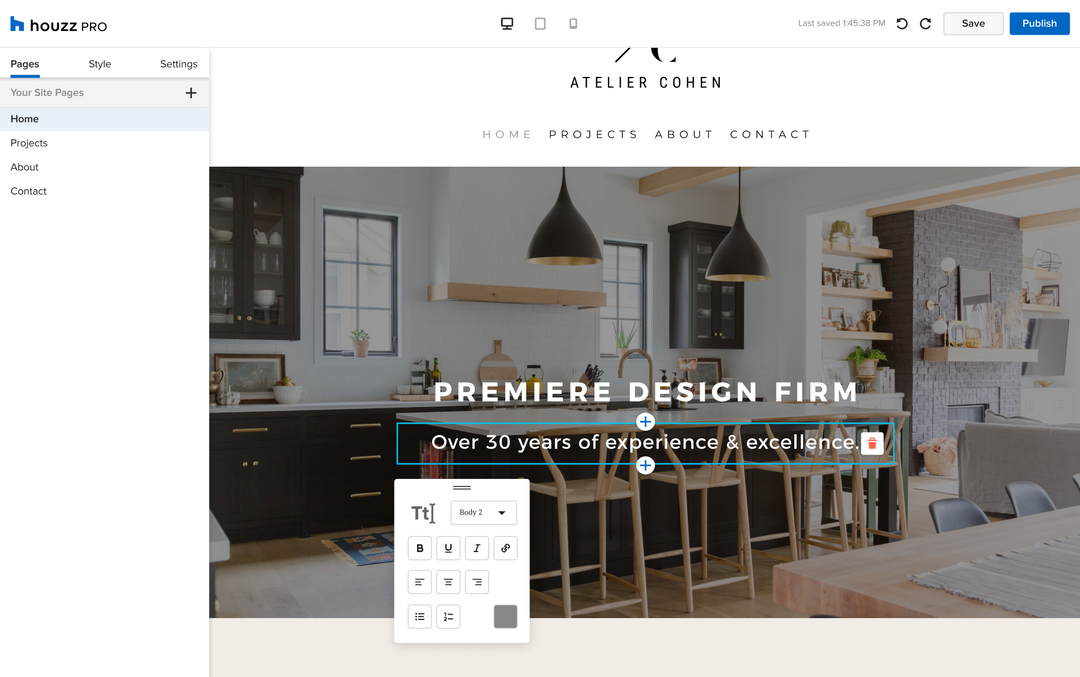 houzz PRO
Last saved 1:45:38 PM
Save
Publish
Pages
Style
Settings
Your Site Pages
Home
Projects
About
Contact
ATELIER COHEN
HOME PROJECTS ABOUT CONTACT
PREMIERE DESIGN FIRM
Over 30 years of experience & excellence.
Tt
Body 2
B
U
I